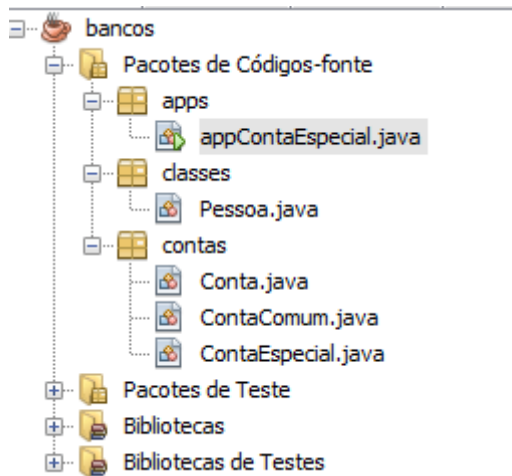 bancos
Pacotes de Códigos-fonte
apps
appContaEspecial.java
classes
Pessoa.java
contas
Conta.java
ContaComum.java
ContaEspecial.java
Pacotes de Teste
Bibliotecas
Bibliotecas de Testes